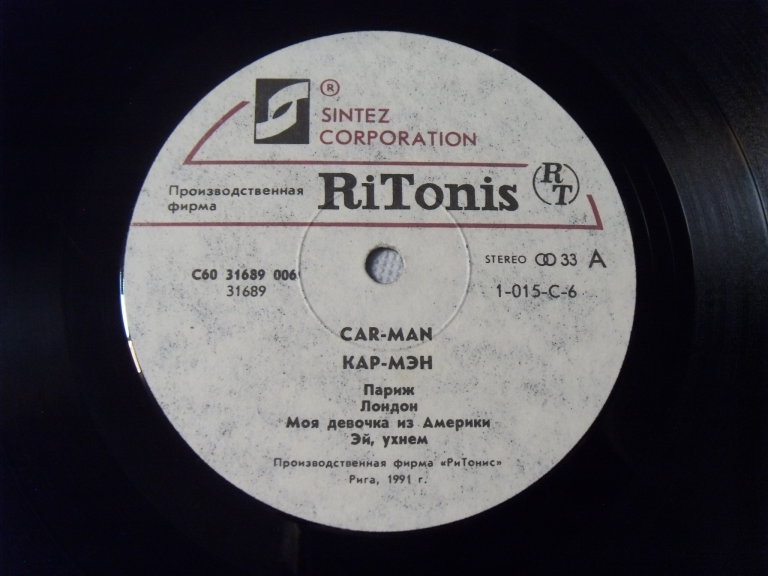 ®
SINTEZ
CORPORATION
Производственная
фирма
RiTonis
RT
STEREO 33 A
С60 31689 006
31689
1-015-C-6
CAR-MAN
КАР-МЭН
Париж
Лондон
Моя девочка из Америки
Эй, ухнем
Производственная фирма «РиТонис»
Рига, 1991 г.